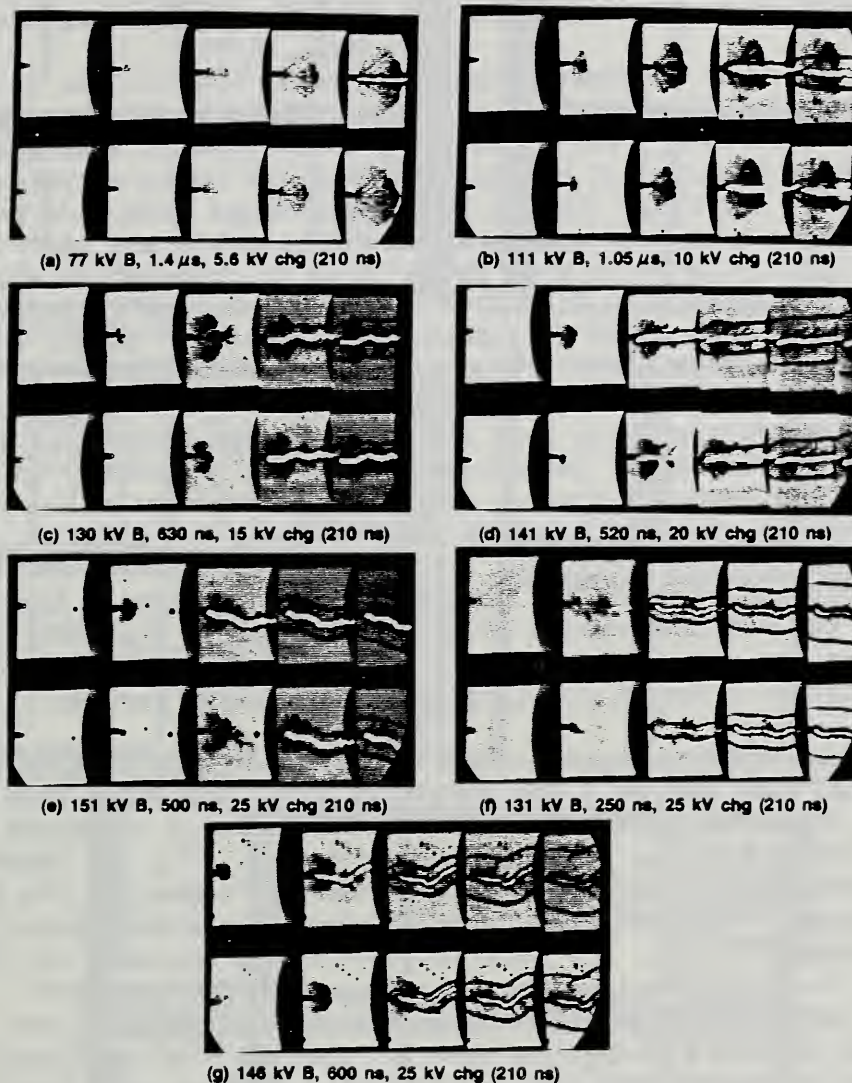 (a) 77 kV B, 1.4 μs, 5.6 kV chg (210 ns)
(b) 111 kV B, 1.05 μs, 10 kV chg (210 ns)
(c) 130 kV B, 630 ns, 15 kV chg (210 ns)
(d) 141 kV B, 520 ns, 20 kV chg (210 ns)
(e) 151 kV B, 500 ns, 25 kV chg 210 ns)
(f) 131 kV B, 250 ns, 25 kV chg (210 ns)
(g) 146 kV B, 600 ns, 25 kV chg (210 ns)